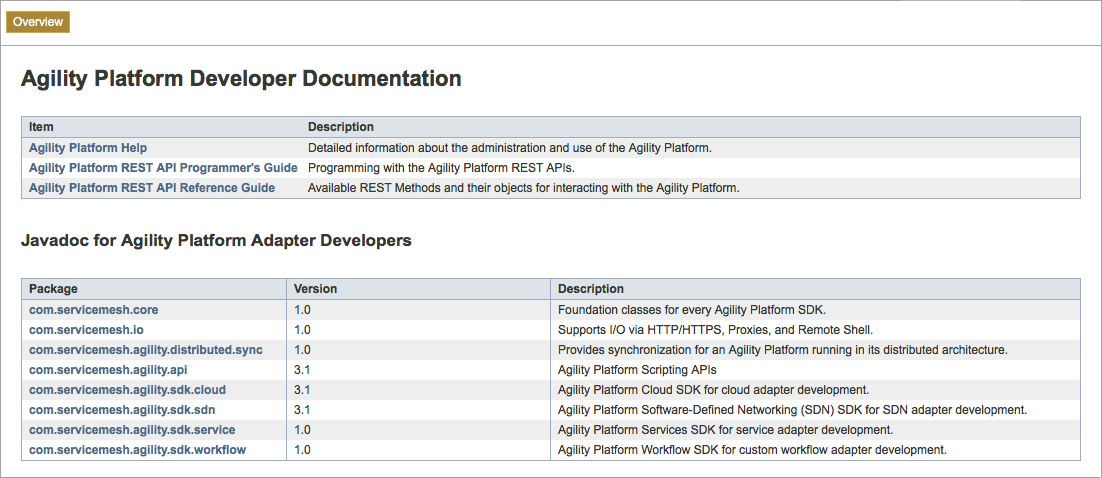 Overview
Agility Platform Developer Documentation
Item Description
Agility Platform Help Detailed information about the administration and use of the Agility Platform.
Agility Platform REST API Programmer's Guide Programming with the Agility Platform REST APIs.
Agility Platform REST API Reference Guide Available REST Methods and their objects for interacting with the Agility Platform.
Javadoc for Agility Platform Adapter Developers
Package Version Description
com.servicemesh.core 1.0 Foundation classes for every Agility Platform SDK.
com.servicemesh.io 1.0 Supports I/O via HTTP/HTTPS, Proxies, and Remote Shell.
com.servicemesh.agility.distributed.sync 1.0 Provides synchronization for an Agility Platform running in its distributed architecture.
com.servicemesh.agility.api 3.1 Agility Platform Scripting APIs
com.servicemesh.agility.sdk.cloud 3.1 Agility Platform Cloud SDK for cloud adapter development.
com.servicemesh.agility.sdk.sdn 3.1 Agility Platform Software-Defined Networking (SDN) SDK for SDN adapter development.
com.servicemesh.agility.sdk.service 1.0 Agility Platform Services SDK for service adapter development.
com.servicemesh.agility.sdk.workflow 1.0 Agility Platform Workflow SDK for custom workflow adapter development.